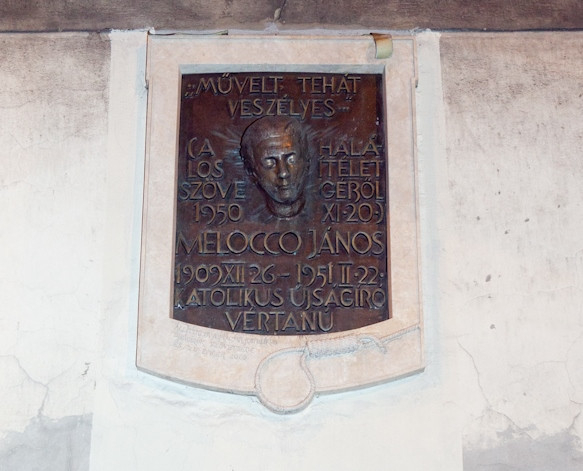 „MŰVELT, TEHÁT
VESZÉLYES"
(A HALÁ-
LOS ÍTÉLET
SZÖVE GÉBŐL
1950 XI·20·)
MELOCCO JÁNOS
1909 XII·26–1951·II·22·
KATOLIKUS ÚJSÁGÍRÓ
VÉRTANÚ